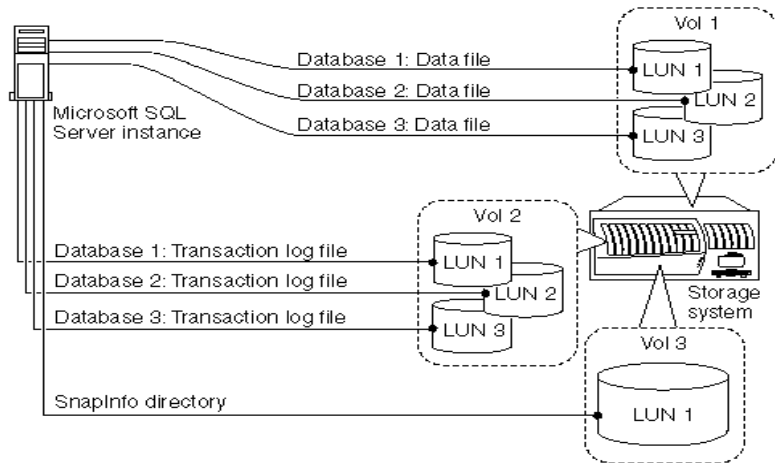 Vol 1
Database 1: Data file
LUN 1
Database 2: Data file
LUN 2
Microsoft SQL
Server instance
Database 3: Data file
LUN 3
Vol 2
Database 1: Transaction log file
LUN 1
Database 2: Transaction log file
LUN 2
Storage
system
Database 3: Transaction log file
LUN 3
Vol 3
SnapInfo directory
LUN 1